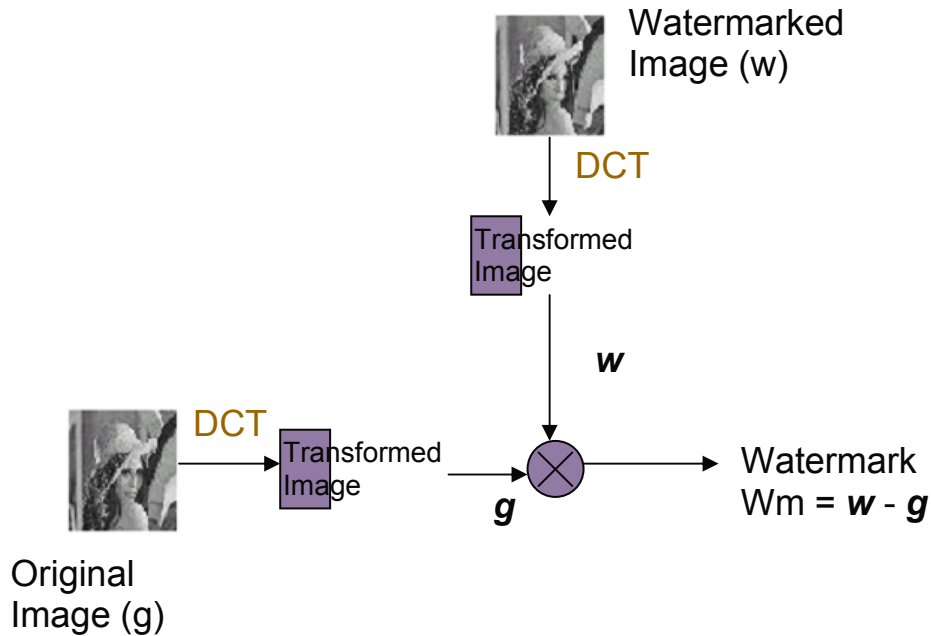 Watermarked
Image (w)
DCT
Transformed
Image
w
DCT
Transformed
Image
g
Watermark
Wm = w - g
Original
Image (g)